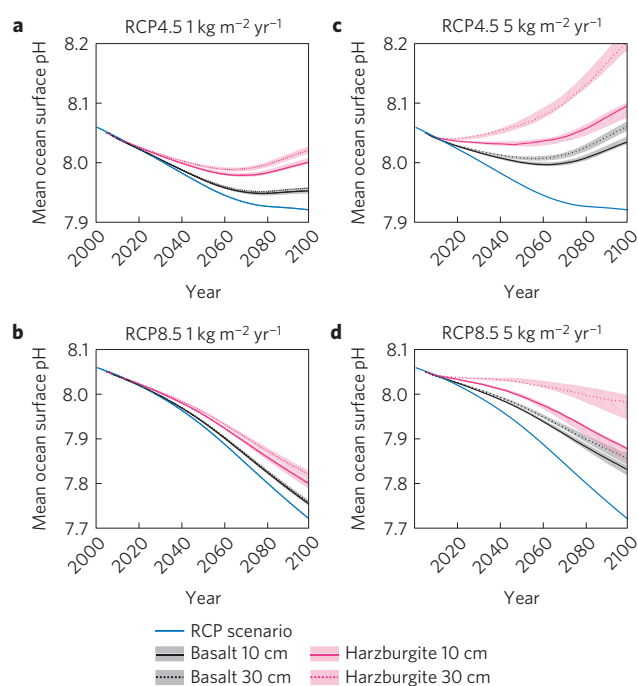 a RCP4.5 1 kg m−2 yr−1
8.2
8.1
8.0
7.9
Mean ocean surface pH
2000 2020 2040 2060 2080 2100
Year
c RCP4.5 5 kg m−2 yr−1
8.2
8.1
8.0
7.9
Mean ocean surface pH
2020 2040 2060 2080 2100
Year
b RCP8.5 1 kg m−2 yr−1
8.1
8.0
7.9
7.8
7.7
Mean ocean surface pH
2000 2020 2040 2060 2080 2100
Year
d RCP8.5 5 kg m−2 yr−1
8.1
8.0
7.9
7.8
7.7
Mean ocean surface pH
2020 2040 2060 2080 2100
Year
RCP scenario
Basalt 10 cm Harzburgite 10 cm
Basalt 30 cm Harzburgite 30 cm